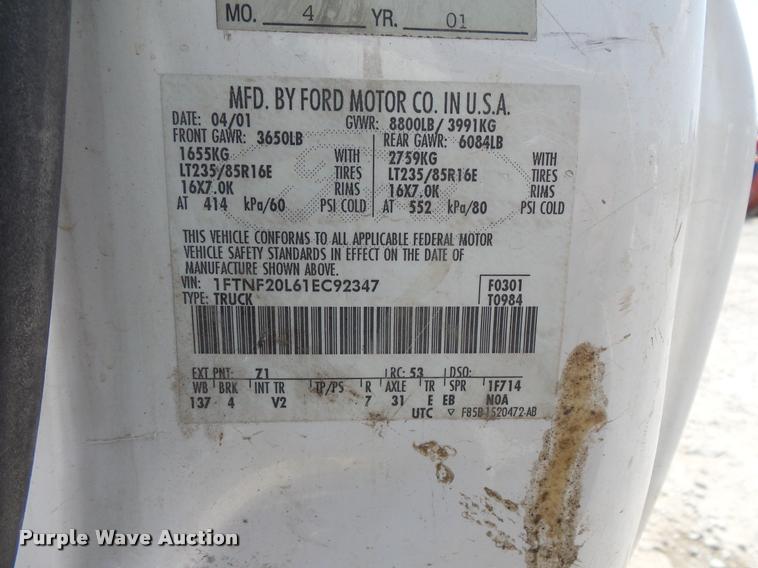 MO. 4 YR. 01
MFD. BY FORD MOTOR CO. IN U.S.A.
DATE: 04/01 GVWR: 8800LB/ 3991KG
FRONT GAWR: 3650LB REAR GAWR: 6084LB
1655KG WITH 2759KG WITH
LT235/85R16E TIRES LT235/85R16E TIRES
16X7.0K RIMS 16X7.0K RIMS
AT 414 kPa/60 PSI COLD AT 552 kPa/80 PSI COLD
THIS VEHICLE CONFORMS TO ALL APPLICABLE FEDERAL MOTOR
VEHICLE SAFETY STANDARDS IN EFFECT ON THE DATE OF
MANUFACTURE SHOWN ABOVE.
VIN: 1FTNF20L61EC92347 F0301
TYPE: TRUCK T0984
EXT PNT: Z1 RC: 53 DSO:
WB BRK INT TR TP/PS R AXLE TR SPR 1F714
137 4 V2 7 31 E EB NOA
UTC ▽ F85B-1520472-AB
Purple Wave Auction